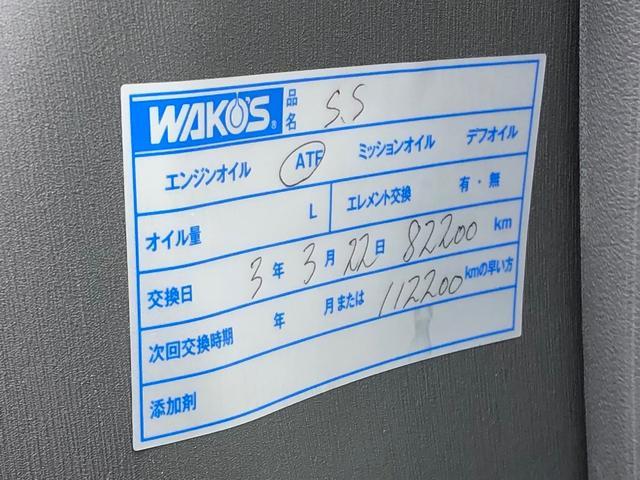 WAKO'S® 品名 S.S
エンジンオイル ATF ミッションオイル デフオイル
オイル量 L エレメント交換 有・無
交換日 3年 3月 22日 82200 km
次回交換時期 年 月または 112200 kmの早い方
添加剤